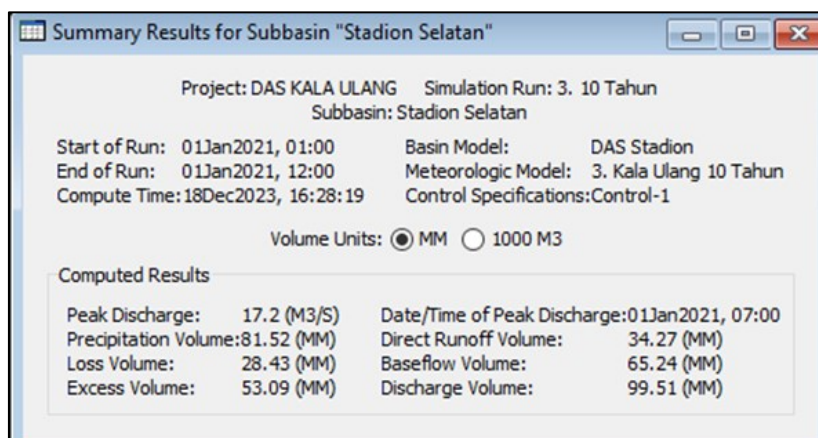 Summary Results for Subbasin "Stadion Selatan"
Project: DAS KALA ULANG Simulation Run: 3. 10 Tahun
Subbasin: Stadion Selatan
Start of Run: 01Jan2021, 01:00 Basin Model: DAS Stadion
End of Run: 01Jan2021, 12:00 Meteorologic Model: 3. Kala Ulang 10 Tahun
Compute Time:18Dec2023, 16:28:19 Control Specifications:Control-1
Volume Units: MM 1000 M3
Computed Results
Peak Discharge: 17.2 (M3/S) Date/Time of Peak Discharge:01Jan2021, 07:00
Precipitation Volume:81.52 (MM) Direct Runoff Volume: 34.27 (MM)
Loss Volume: 28.43 (MM) Baseflow Volume: 65.24 (MM)
Excess Volume: 53.09 (MM) Discharge Volume: 99.51 (MM)